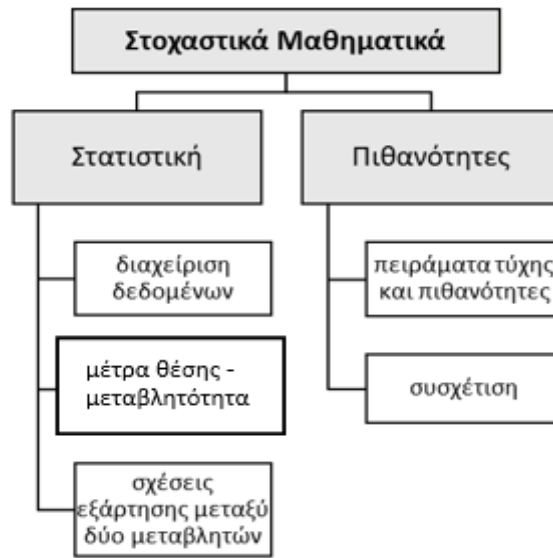 Στοχαστικά Μαθηματικά
Στατιστική
διαχείριση
δεδομένων
μέτρα θέσης -
μεταβλητότητα
σχέσεις
εξάρτησης μεταξύ
δύο μεταβλητών
Πιθανότητες
πειράματα τύχης
και πιθανότητες
συσχέτιση